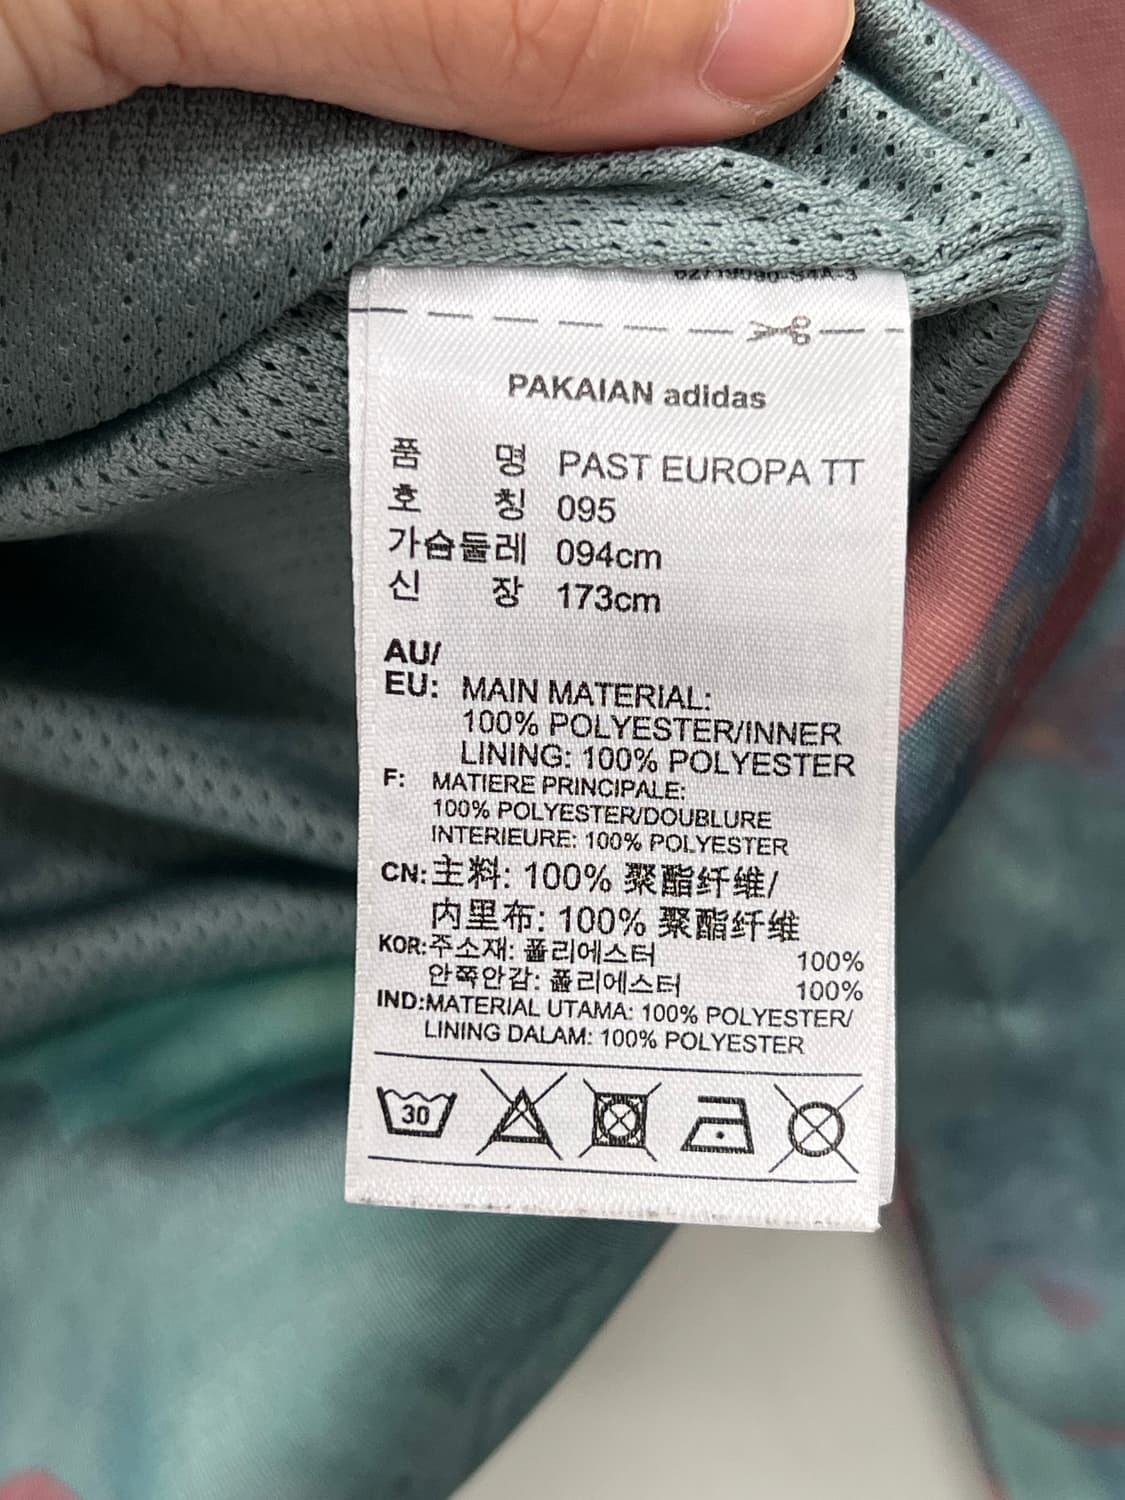 PAKAIAN adidas
품 명 PAST EUROPA TT
호 칭 095
가슴둘레 094cm
신 장 173cm
AU/
EU: MAIN MATERIAL:
100% POLYESTER/INNER
LINING: 100% POLYESTER
F: MATIERE PRINCIPALE:
100% POLYESTER/DOUBLURE
INTERIEURE: 100% POLYESTER
CN: 主料: 100% 聚酯纤维/
内里布: 100% 聚酯纤维
KOR: 주소재: 폴리에스터 100%
안쪽안감: 폴리에스터 100%
IND: MATERIAL UTAMA: 100% POLYESTER/
LINING DALAM: 100% POLYESTER
30